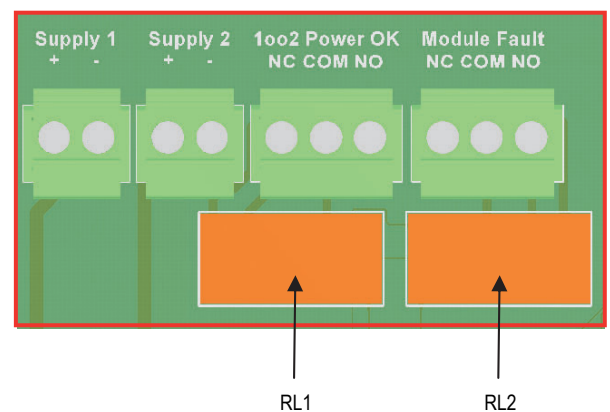 Supply 1 Supply 2 1oo2 Power OK Module Fault
+ - + - NC COM NO NC COM NO
RL1 RL2